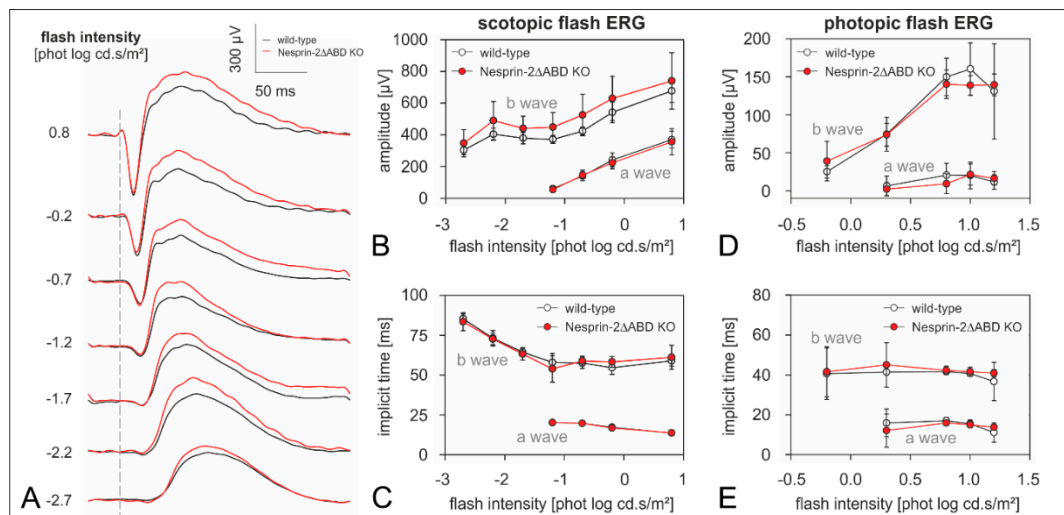 flash intensity
[phot log cd.s/m²]
300 µV
50 ms
wild-type
Nesprin-2ΔABD KO
0.8
-0.2
-0.7
-1.2
-1.7
-2.2
-2.7
A
scotopic flash ERG
1000
800
600
400
200
0
amplitude [µV]
wild-type
Nesprin-2ΔABD KO
b wave
a wave
-3 -2 -1 0 1
flash intensity [phot log cd.s/m²]
B
100
75
50
25
0
implicit time [ms]
wild-type
Nesprin-2ΔABD KO
b wave
a wave
-3 -2 -1 0 1
flash intensity [phot log cd.s/m²]
C
photopic flash ERG
200
150
100
50
0
amplitude [µV]
wild-type
Nesprin-2ΔABD KO
b wave
a wave
-0.5 0.0 0.5 1.0 1.5
flash intensity [phot log cd.s/m²]
D
80
60
40
20
0
implicit time [ms]
wild-type
Nesprin-2ΔABD KO
b wave
a wave
-0.5 0.0 0.5 1.0 1.5
flash intensity [phot log cd.s/m²]
E